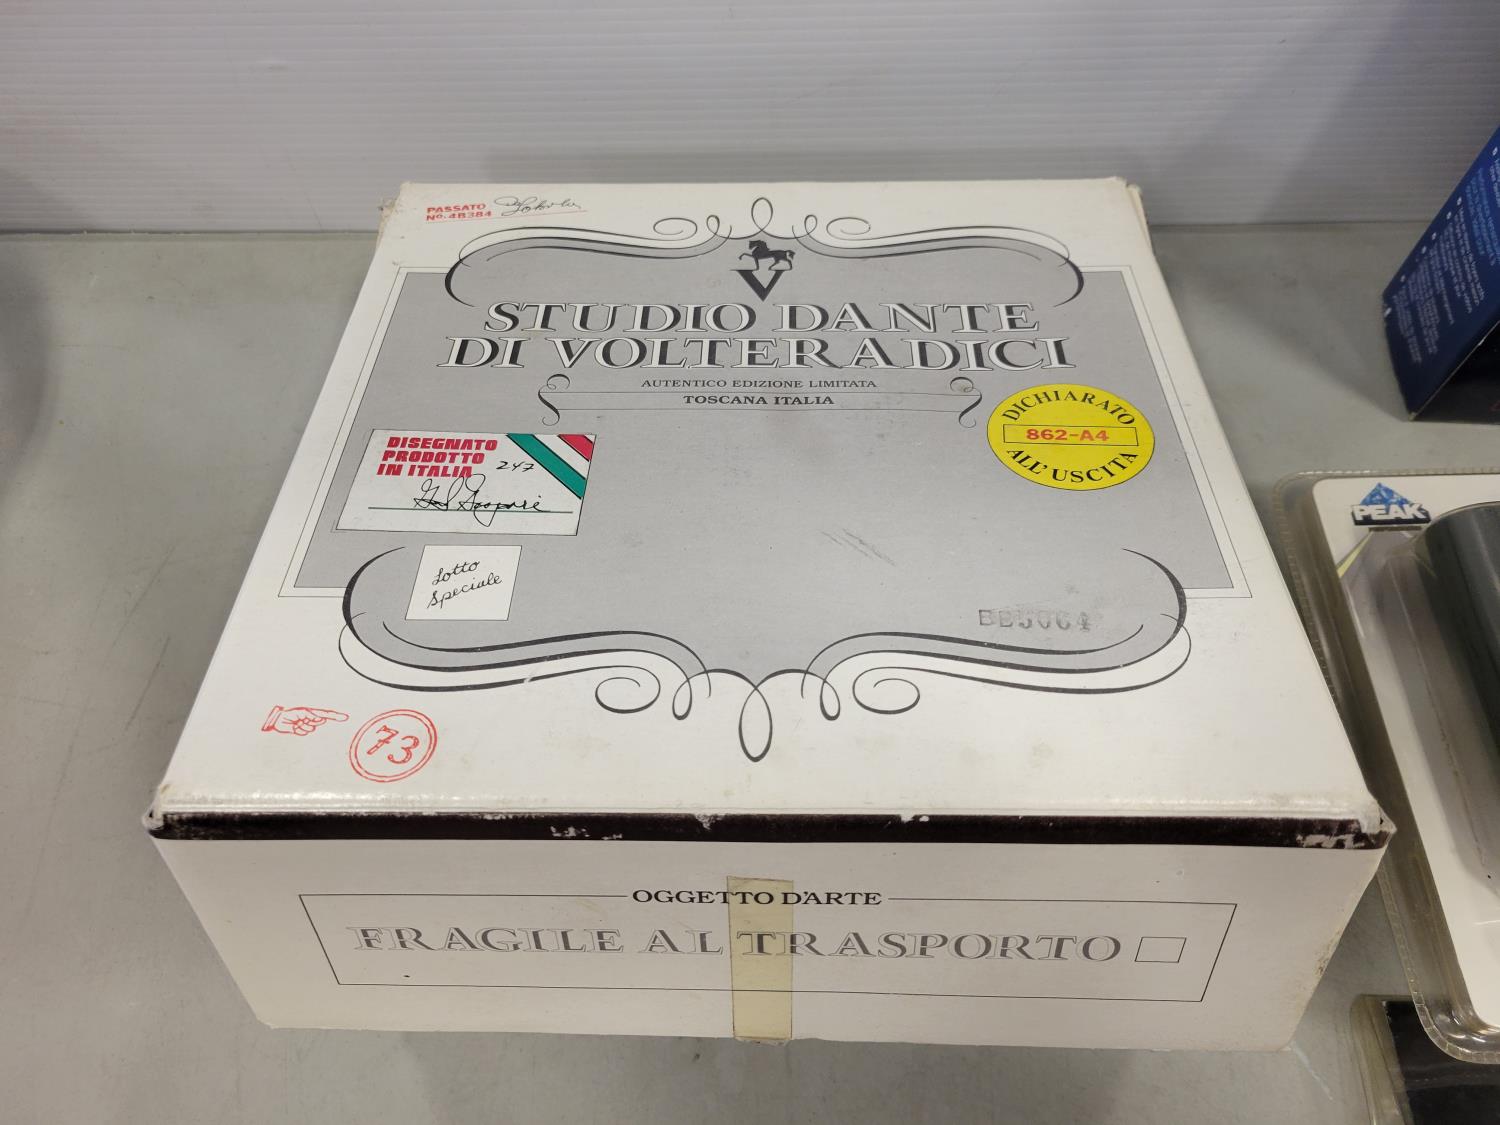 PASSATO
No. 4B384
V
STUDIO DANTE
DI VOLTERADICI
AUTENTICO EDIZIONE LIMITATA
TOSCANA ITALIA
DICHIARATO
862-A4
ALL' USCITA
DISEGNATO
PRODOTTO
IN ITALIA
247
Lotto
Speciale
BB5064
73
OGGETTO D'ARTE
FRAGILE AL TRASPORTO
PEAK